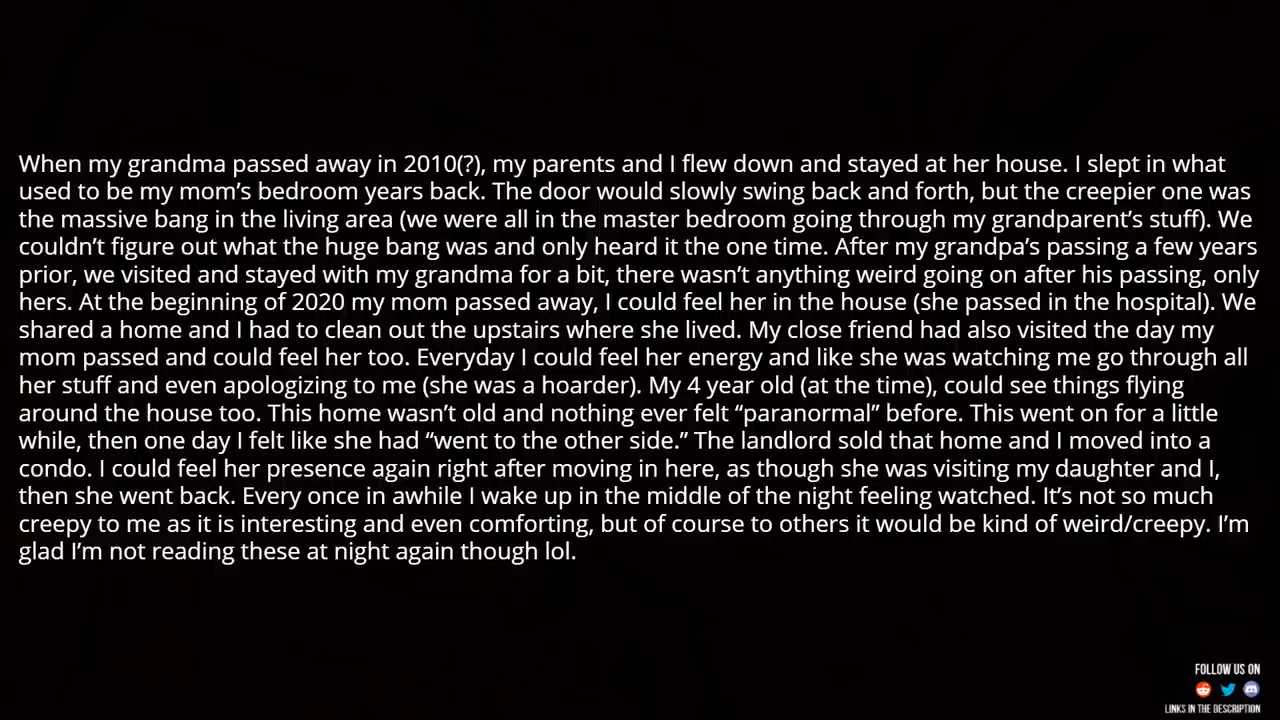 When my grandma passed away in 2010(?), my parents and I flew down and stayed at her house. I slept in what
used to be my mom’s bedroom years back. The door would slowly swing back and forth, but the creepier one was
the massive bang in the living area (we were all in the master bedroom going through my grandparent’s stuff). We
couldn’t figure out what the huge bang was and only heard it the one time. After my grandpa’s passing a few years
prior, we visited and stayed with my grandma for a bit, there wasn’t anything weird going on after his passing, only
hers. At the beginning of 2020 my mom passed away, I could feel her in the house (she passed in the hospital). We
shared a home and I had to clean out the upstairs where she lived. My close friend had also visited the day my
mom passed and could feel her too. Everyday I could feel her energy and like she was watching me go through all
her stuff and even apologizing to me (she was a hoarder). My 4 year old (at the time), could see things flying
around the house too. This home wasn’t old and nothing ever felt “paranormal” before. This went on for a little
while, then one day I felt like she had “went to the other side.” The landlord sold that home and I moved into a
condo. I could feel her presence again right after moving in here, as though she was visiting my daughter and I,
then she went back. Every once in awhile I wake up in the middle of the night feeling watched. It’s not so much
creepy to me as it is interesting and even comforting, but of course to others it would be kind of weird/creepy. I’m
glad I’m not reading these at night again though lol.
FOLLOW US ON
LINKS IN THE DESCRIPTION